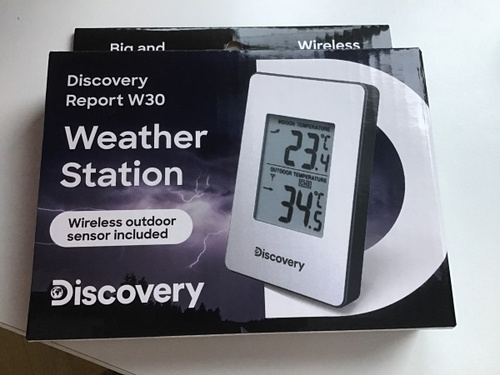 Big and
Wireless
Discovery
Report W30
Weather
Station
Wireless outdoor
sensor included
Discovery
INDOOR TEMPERATURE
23.4°C
OUTDOOR TEMPERATURE
34.5
Discovery